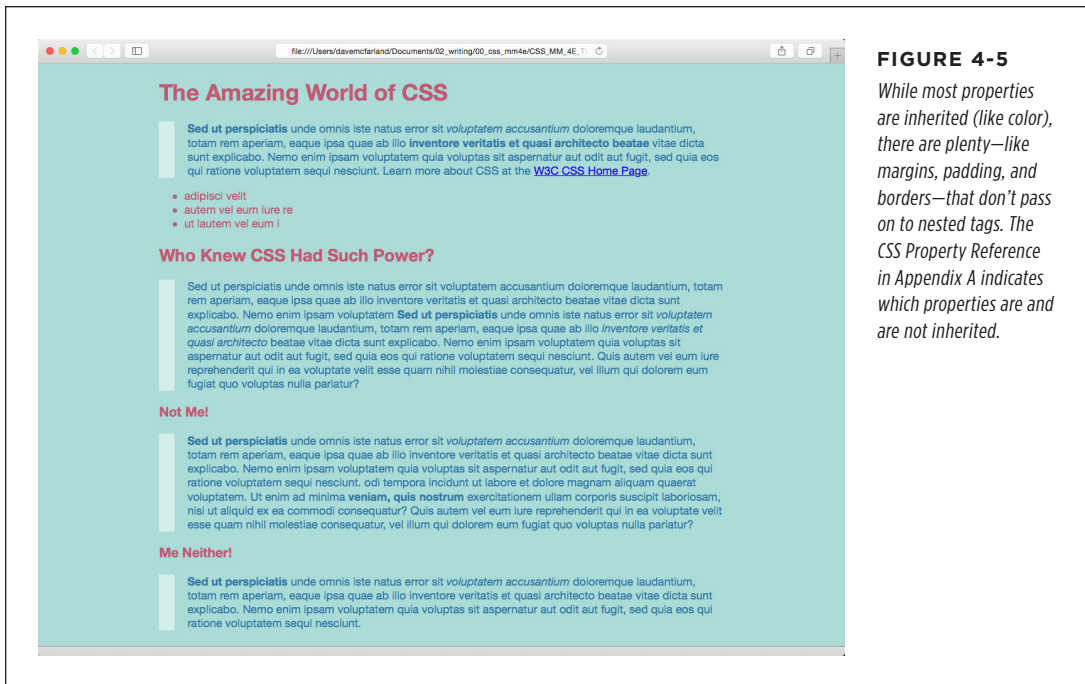 file:///Users/davemcfarland/Documents/02_writing/00_css_mm4e/CSS_MM_4E_
The Amazing World of CSS
Sed ut perspiciatis unde omnis iste natus error sit voluptatem accusantium doloremque laudantium,
totam rem aperiam, eaque ipsa quae ab illo inventore veritatis et quasi architecto beatae vitae dicta
sunt explicabo. Nemo enim ipsam voluptatem quia voluptas sit aspernatur aut odit aut fugit, sed quia eos
qui ratione voluptatem sequi nesciunt. Learn more about CSS at the W3C CSS Home Page.
• adipisci velit
• autem vel eum iure re
• ut lautem vel eum i
Who Knew CSS Had Such Power?
Sed ut perspiciatis unde omnis iste natus error sit voluptatem accusantium doloremque laudantium, totam
rem aperiam, eaque ipsa quae ab illo inventore veritatis et quasi architecto beatae vitae dicta sunt
explicabo. Nemo enim ipsam voluptatem Sed ut perspiciatis unde omnis iste natus error sit voluptatem
accusantium doloremque laudantium, totam rem aperiam, eaque ipsa quae ab illo inventore veritatis et
quasi architecto beatae vitae dicta sunt explicabo. Nemo enim ipsam voluptatem quia voluptas sit
aspernatur aut odit aut fugit, sed quia eos qui ratione voluptatem sequi nesciunt. Quis autem vel eum iure
reprehenderit qui in ea voluptate velit esse quam nihil molestiae consequatur, vel illum qui dolorem eum
fugiat quo voluptas nulla pariatur?
Not Me!
Sed ut perspiciatis unde omnis iste natus error sit voluptatem accusantium doloremque laudantium,
totam rem aperiam, eaque ipsa quae ab illo inventore veritatis et quasi architecto beatae vitae dicta sunt
explicabo. Nemo enim ipsam voluptatem quia voluptas sit aspernatur aut odit aut fugit, sed quia eos qui
ratione voluptatem sequi nesciunt. odi tempora incidunt ut labore et dolore magnam aliquam quaerat
voluptatem. Ut enim ad minima veniam, quis nostrum exercitationem ullam corporis suscipit laboriosam,
nisi ut aliquid ex ea commodi consequatur? Quis autem vel eum iure reprehenderit qui in ea voluptate velit
esse quam nihil molestiae consequatur, vel illum qui dolorem eum fugiat quo voluptas nulla pariatur?
Me Neither!
Sed ut perspiciatis unde omnis iste natus error sit voluptatem accusantium doloremque laudantium,
totam rem aperiam, eaque ipsa quae ab illo inventore veritatis et quasi architecto beatae vitae dicta sunt
explicabo. Nemo enim ipsam voluptatem quia voluptas sit aspernatur aut odit aut fugit, sed quia eos qui
ratione voluptatem sequi nesciunt.
FIGURE 4-5
While most properties
are inherited (like color),
there are plenty—like
margins, padding, and
borders—that don't pass
on to nested tags. The
CSS Property Reference
in Appendix A indicates
which properties are and
are not inherited.